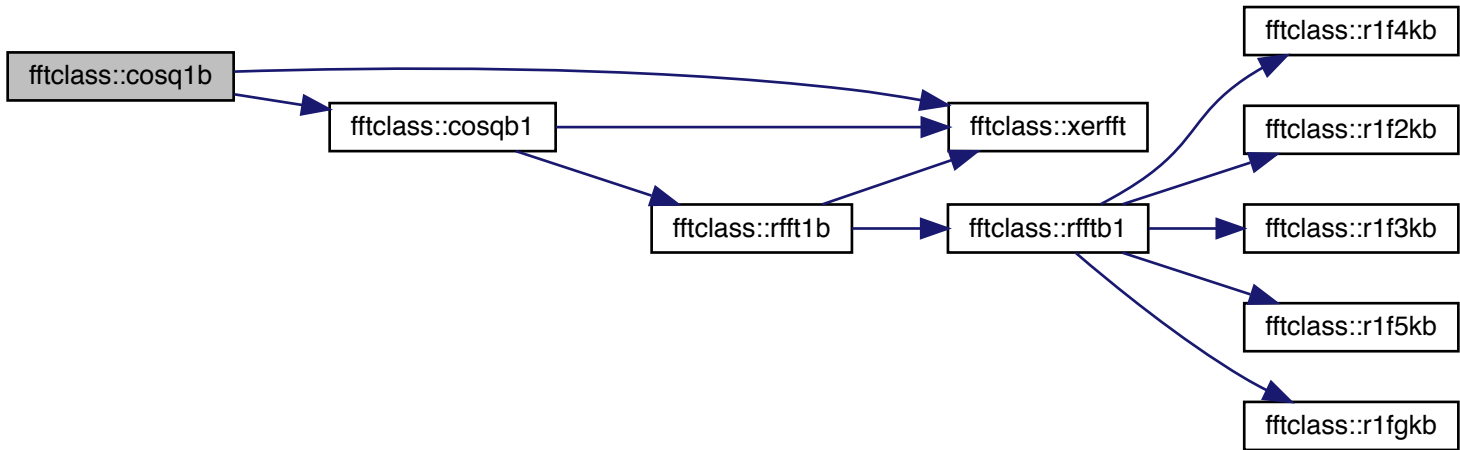 fftclass::r1f4kb
fftclass::cosq1b
fftclass::r1f2kb
fftclass::cosqb1
fftclass::xerfft
fftclass::rfft1b
fftclass::rfftb1
fftclass::r1f3kb
fftclass::r1f5kb
fftclass::r1fgkb